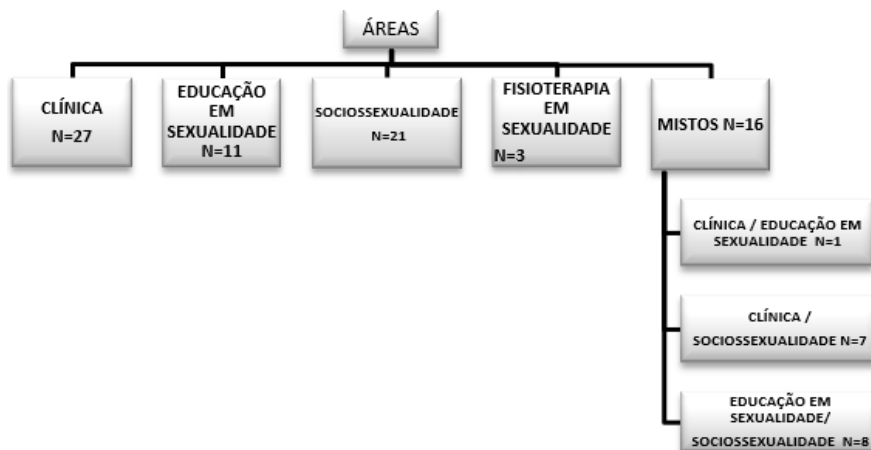 ÁREAS
CLÍNICA
N=27
EDUCAÇÃO
EM
SEXUALIDADE
N=11
SOCIOSSEXUALIDADE
N=21
FISIOTERAPIA
EM
SEXUALIDADE
N=3
MISTOS N=16
CLÍNICA / EDUCAÇÃO EM
SEXUALIDADE N=1
CLÍNICA /
SOCIOSSEXUALIDADE N=7
EDUCAÇÃO EM
SEXUALIDADE/
SOCIOSSEXUALIDADE N=8